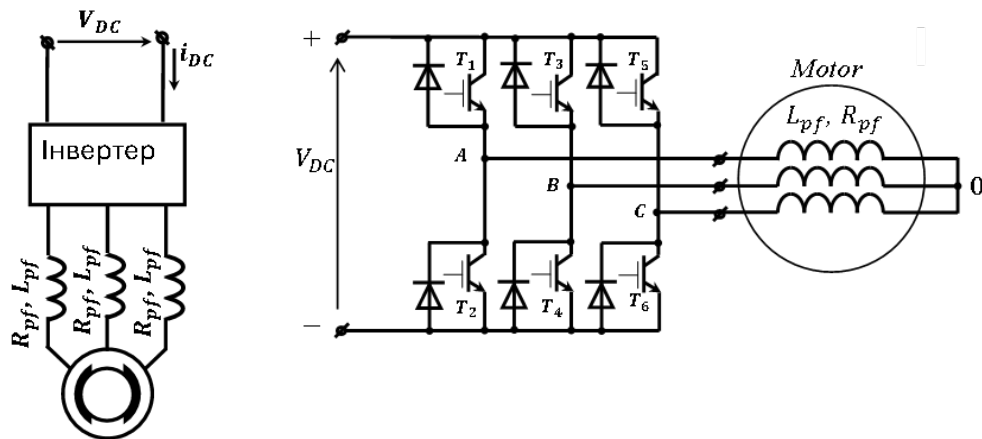 V_DC
i_DC
Інвертер
R_pf, L_pf
R_pf, L_pf
R_pf, L_pf
+
V_DC
−
T_1
T_3
T_5
A
B
C
T_2
T_4
T_6
Motor
L_pf, R_pf
0